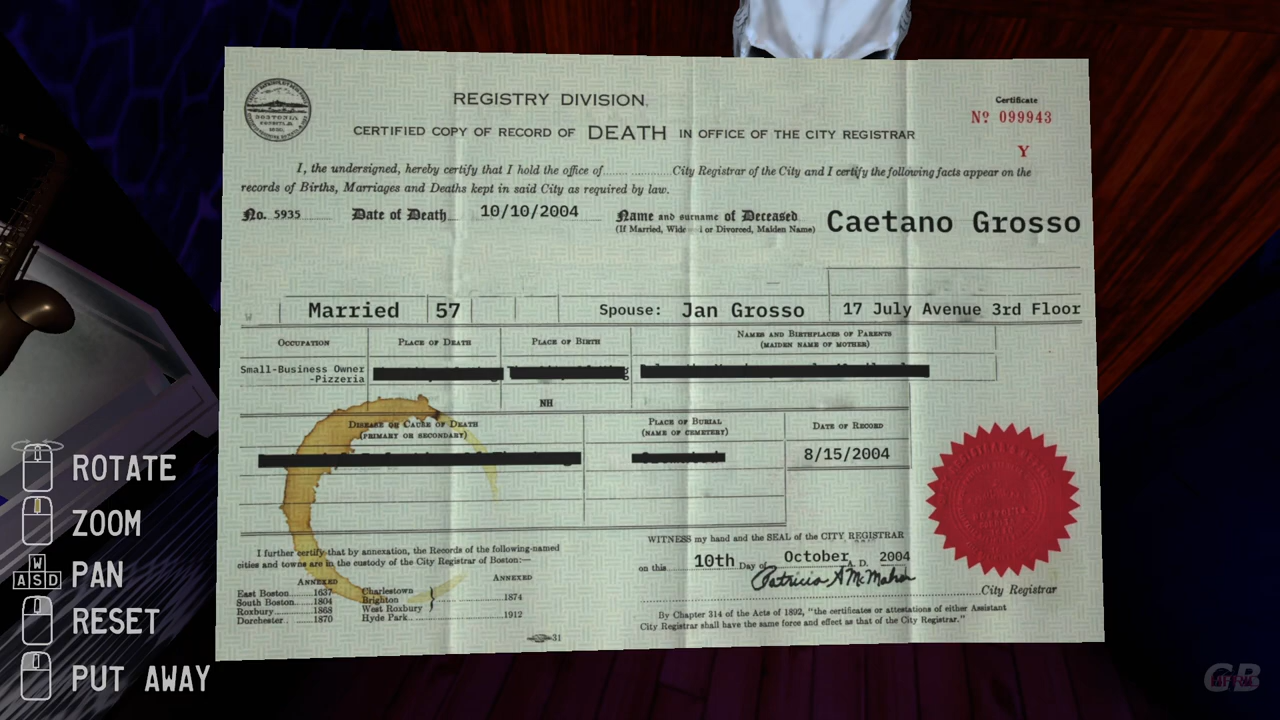 REGISTRY DIVISION.
CERTIFIED COPY OF RECORD OF DEATH IN OFFICE OF THE CITY REGISTRAR
Certificate
Nº 099943
Y
I, the undersigned, hereby certify that I hold the office of.......................City Registrar of the City and I certify the following facts appear on the
records of Births, Marriages and Deaths kept in said City as required by law.
No. 5935 Date of Death 10/10/2004 Name and surname of Deceased Caetano Grosso
(If Married, or Divorced, Maiden Name)
Married 57 Spouse: Jan Grosso 17 July Avenue 3rd Floor
OCCUPATION PLACE OF DEATH PLACE OF BIRTH NAMES AND BIRTHPLACES OF PARENTS
(MAIDEN NAME OF MOTHER)
Small-Business Owner
-Pizzeria
NH
DISEASE OR CAUSE OF DEATH
(PRIMARY OR SECONDARY)
PLACE OF BURIAL
(NAME OF CEMETERY)
DATE OF RECORD
8/15/2004
I further certify that by annexation, the Records of the following-named
cities and towns are in the custody of the City Registrar of Boston:—
ANNEXED ANNEXED
East Boston......1637
South Boston......1804
Roxbury......1868
Dorchester......1870
Charlestown
Brighton
West Roxbury
1874
Hyde Park......1912
31
WITNESS my hand and the SEAL of the CITY REGISTRAR
on this 10th Day of October A. D. 2004
Patricia A McMahon
City Registrar
By Chapter 314 of the Acts of 1892, "the certificates or attestations of either Assistant
City Registrar shall have the same force and effect as that of the City Registrar."
BOSTONIA
ROTATE
ZOOM
W
A S D
PAN
RESET
PUT AWAY
GB